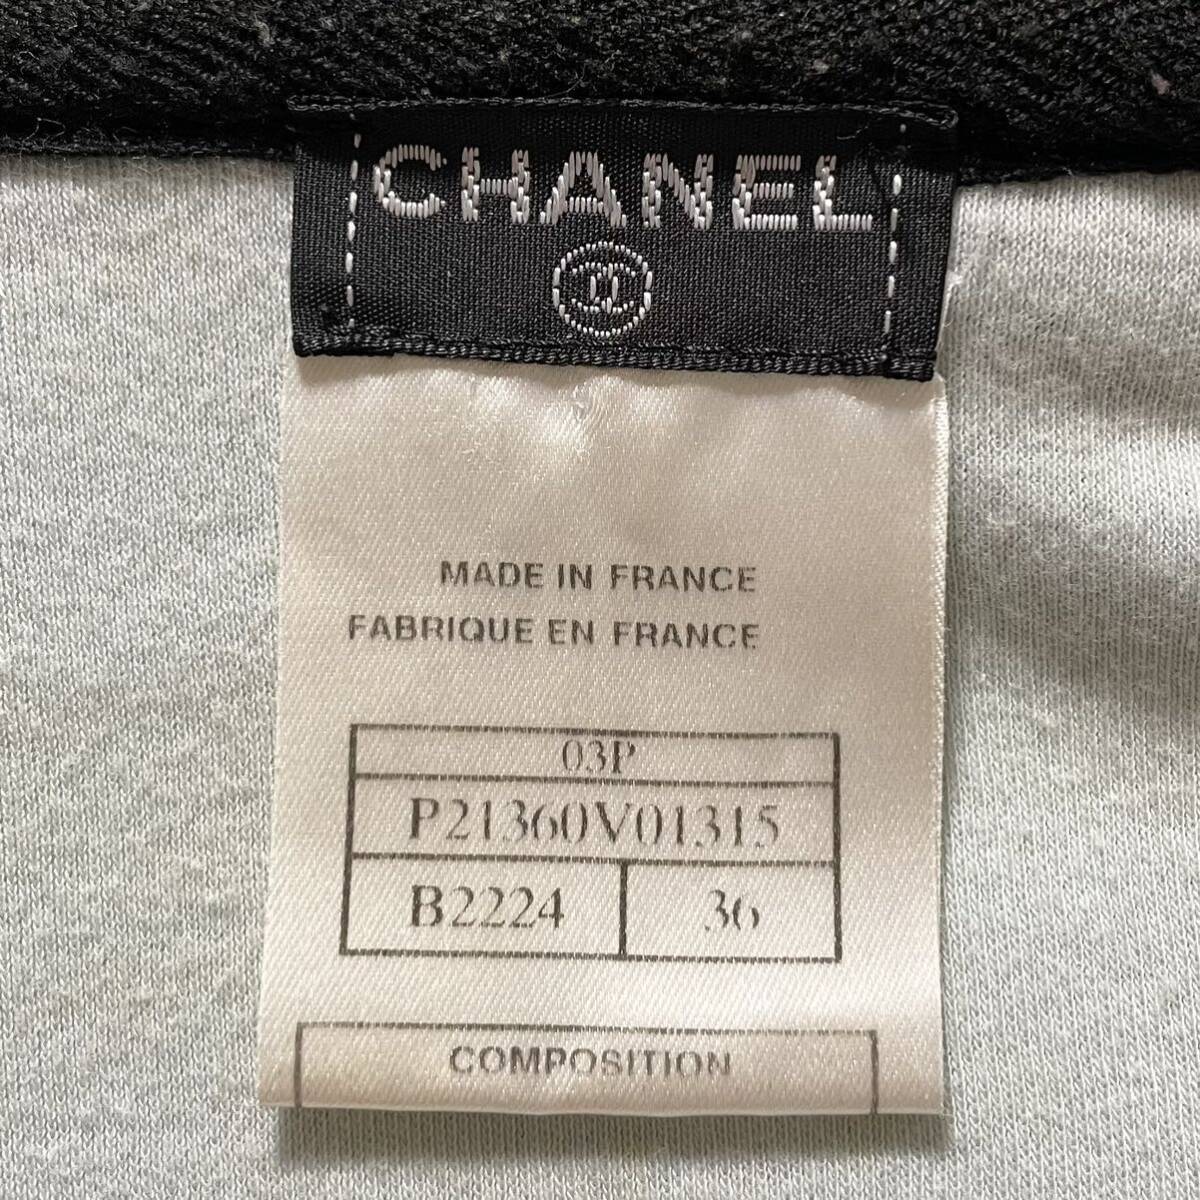 CHANEL
MADE IN FRANCE
FABRIQUE EN FRANCE
03P
P21360V01315
B2224 36
COMPOSITION